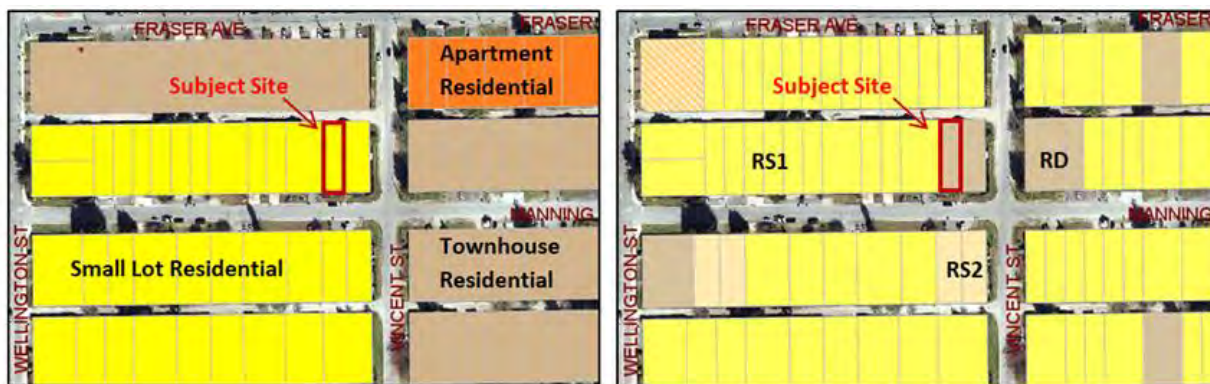 FRASER AVE
FRASER
Apartment
Residential
Subject Site
MANNING
Small Lot Residential
Townhouse
Residential
WELLINGTON ST
VINCENT ST
FRASER AVE
FRASER
Subject Site
RS1
RD
MANNING
RS2
WELLINGTON ST
VINCENT ST